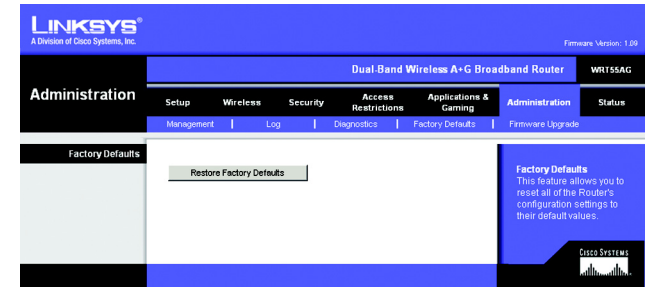 LINKSYS®
A Division of Cisco Systems, Inc.
Firmware Version: 1.09
Dual-Band Wireless A+G Broadband Router
WRT55AG
Administration
Setup
Wireless
Security
Access
Restrictions
Applications &
Gaming
Administration
Status
Management | Log | Diagnostics | Factory Defaults | Firmware Upgrade
Factory Defaults
Restore Factory Defaults
Factory Defaults
This feature allows you to
reset all of the Router's
configuration settings to
their default values.
CISCO SYSTEMS